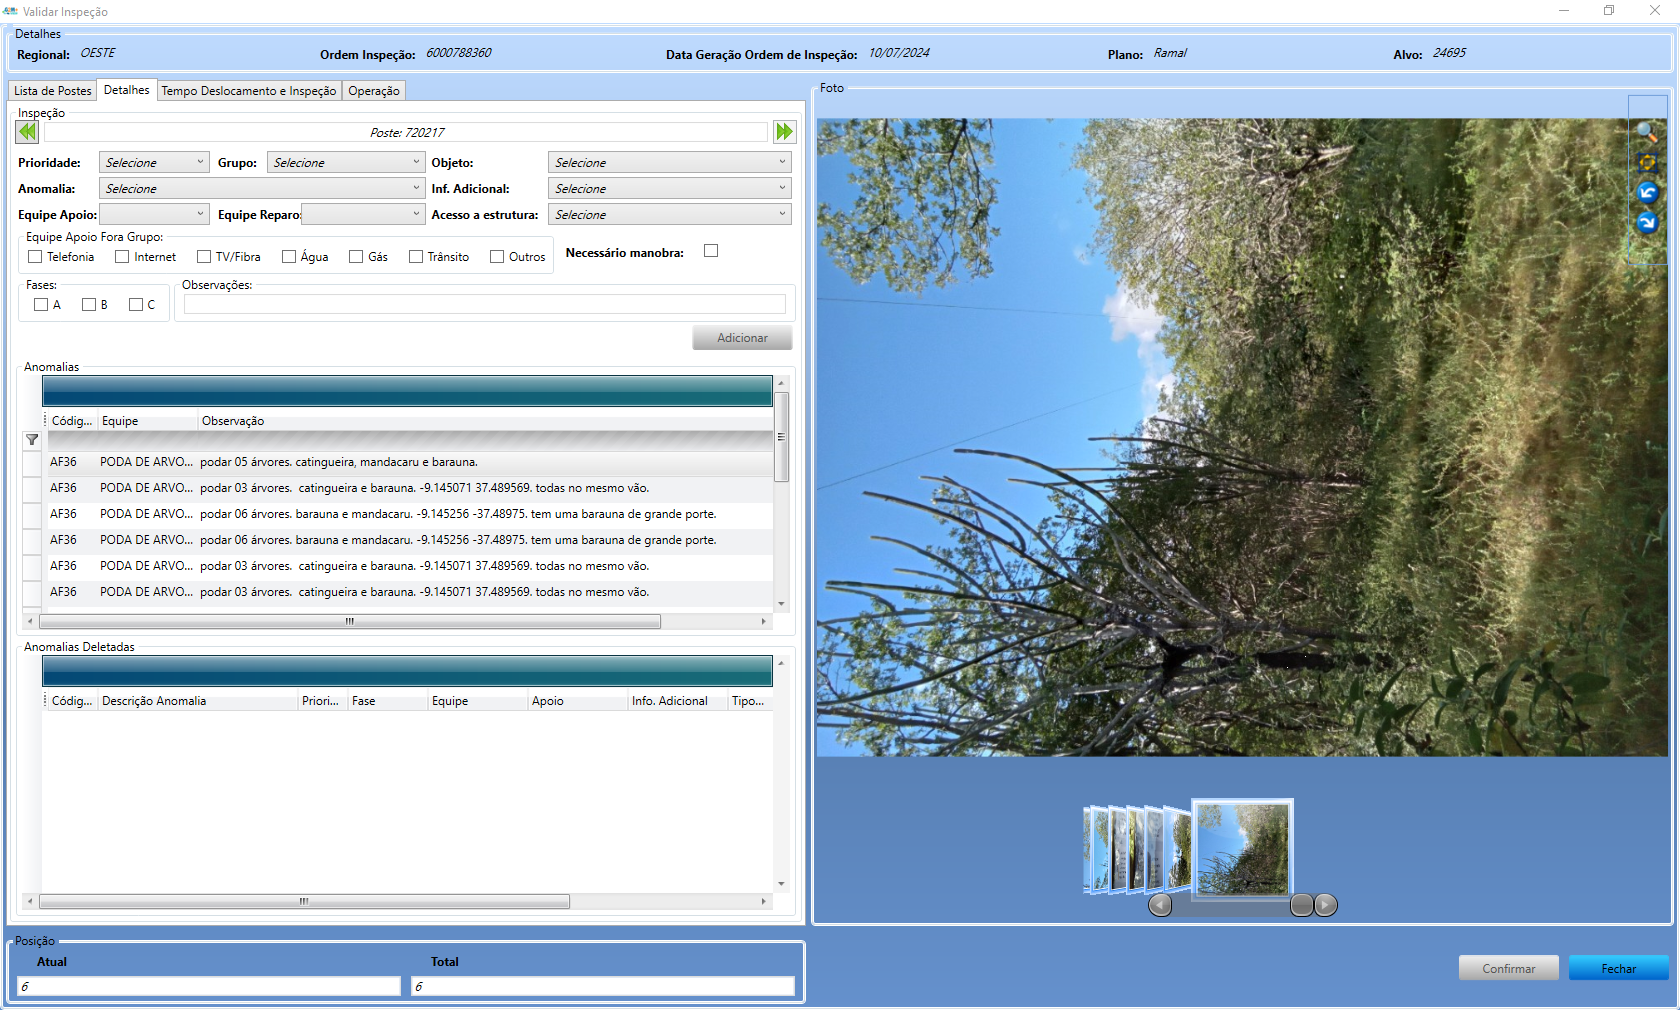 Validar Inspeção
Detalhes
Regional: OESTE Ordem Inspeção: 6000788360 Data Geração Ordem de Inspeção: 10/07/2024 Plano: Ramal Alvo: 24695
Lista de Postes Detalhes Tempo Deslocamento e Inspeção Operação
Inspeção
Poste: 720217
Prioridade: Selecione Grupo: Selecione Objeto: Selecione
Anomalia: Selecione Inf. Adicional: Selecione
Equipe Apoio: Equipe Reparo: Acesso a estrutura: Selecione
Equipe Apoio Fora Grupo:
Telefonia Internet TV/Fibra Água Gás Trânsito Outros Necessário manobra:
Fases: Observações:
A B C
Adicionar
Anomalias
Códig... Equipe Observação
AF36 PODA DE ARVO... podar 05 árvores. catingueira, mandacaru e barauna.
AF36 PODA DE ARVO... podar 03 árvores.  catingueira e barauna. -9.145071 37.489569. todas no mesmo vão.
AF36 PODA DE ARVO... podar 06 árvores. barauna e mandacaru. -9.145256 -37.48975. tem uma barauna de grande porte.
AF36 PODA DE ARVO... podar 06 árvores. barauna e mandacaru. -9.145256 -37.48975. tem uma barauna de grande porte.
AF36 PODA DE ARVO... podar 03 árvores.  catingueira e barauna. -9.145071 37.489569. todas no mesmo vão.
AF36 PODA DE ARVO... podar 03 árvores.  catingueira e barauna. -9.145071 37.489569. todas no mesmo vão.
Anomalias Deletadas
Códig... Descrição Anomalia Priori... Fase Equipe Apoio Info. Adicional Tipo...
Posição
Atual Total
6 6
Foto
Confirmar Fechar